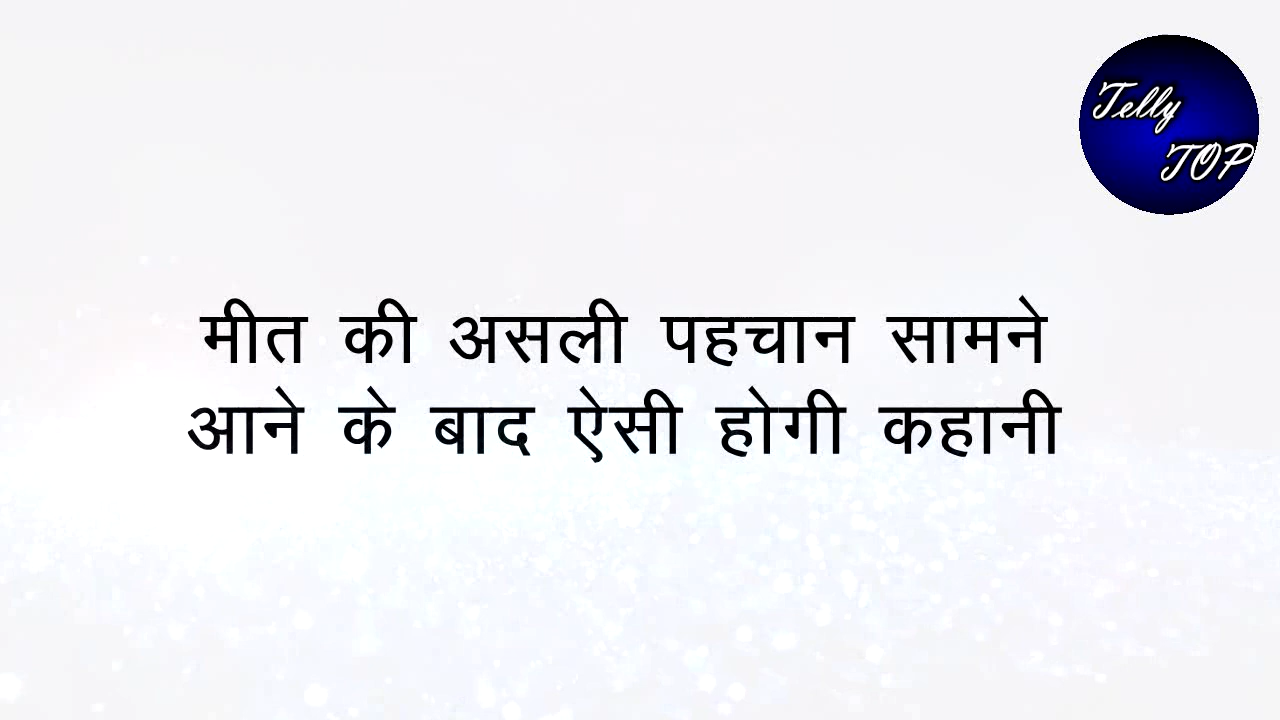 Telly
TOP
मीत की असली पहचान सामने
आने के बाद ऐसी होगी कहानी